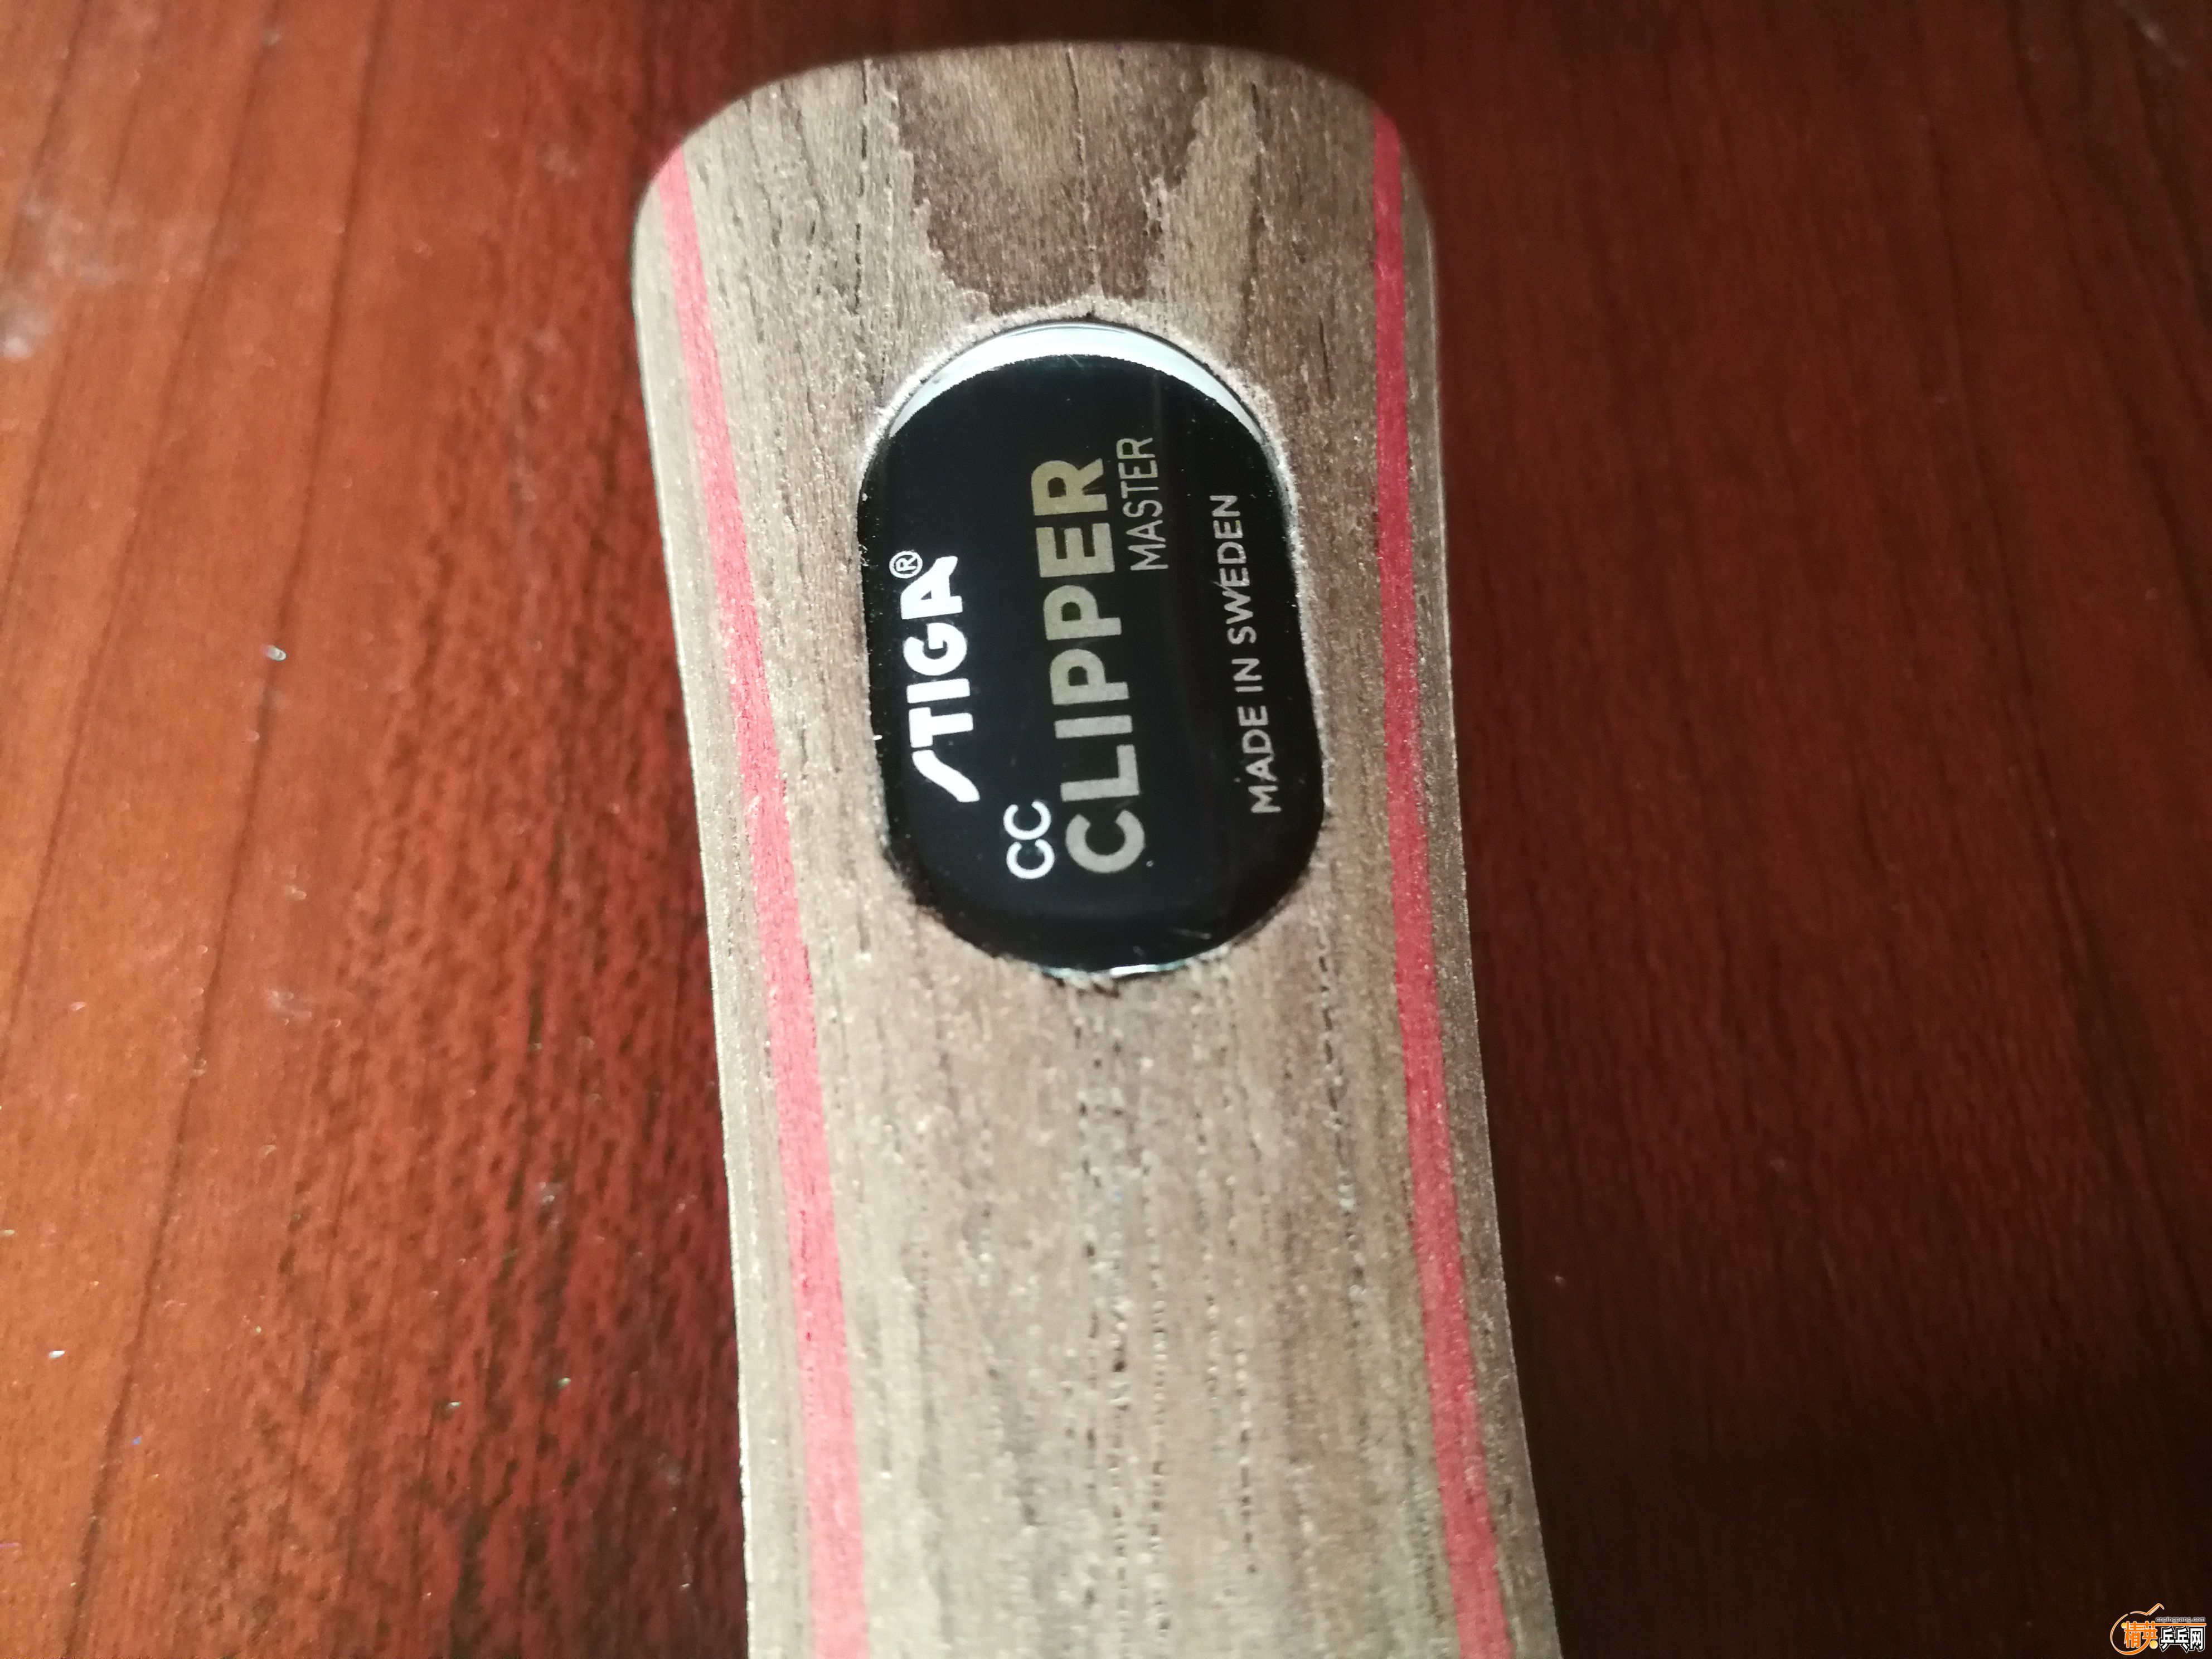 STIGA®
CC
CLIPPER
MASTER
MADE IN SWEDEN
精英乒乓网